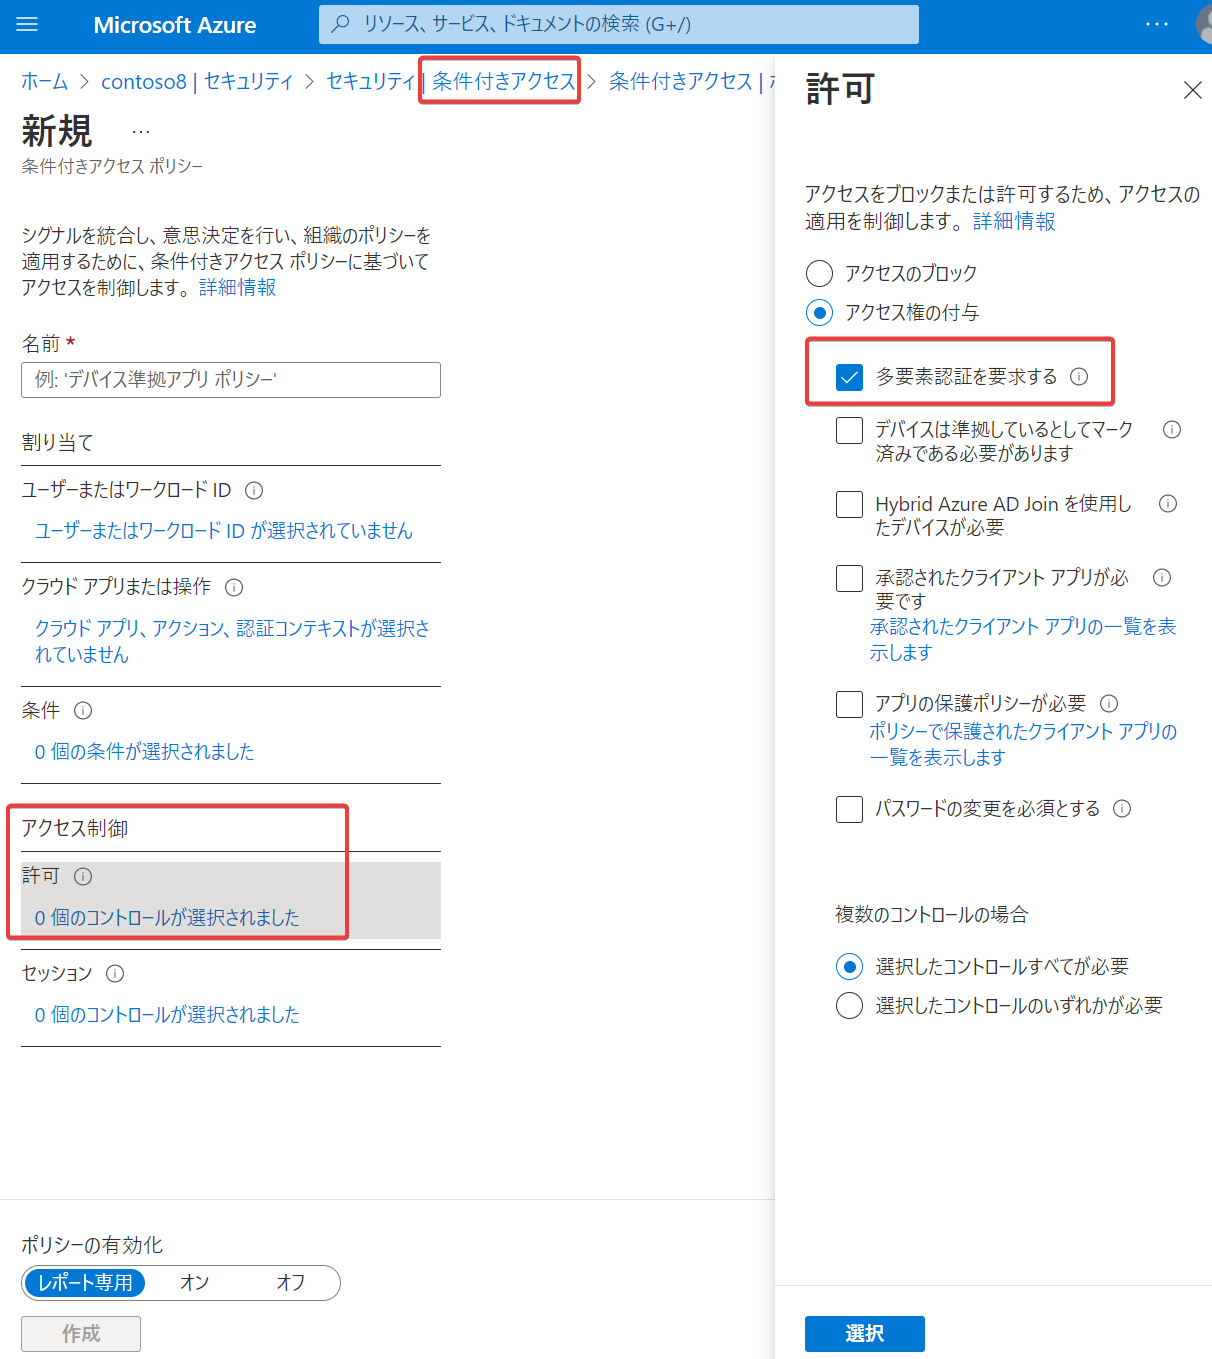 Microsoft Azure
リソース、サービス、ドキュメントの検索 (G+/)
ホーム > contoso8 | セキュリティ > セキュリティ | 条件付きアクセス > 条件付きアクセス |
新規 ...
条件付きアクセス ポリシー
シグナルを統合し、意思決定を行い、組織のポリシーを
適用するために、条件付きアクセス ポリシーに基づいて
アクセスを制御します。 詳細情報
名前 *
例: 'デバイス準拠アプリ ポリシー'
割り当て
ユーザーまたはワークロード ID
ユーザーまたはワークロード ID が選択されていません
クラウド アプリまたは操作
クラウド アプリ、アクション、認証コンテキストが選択さ
れていません
条件
0 個の条件が選択されました
アクセス制御
許可
0 個のコントロールが選択されました
セッション
0 個のコントロールが選択されました
ポリシーの有効化
レポート専用 オン オフ
作成
許可
アクセスをブロックまたは許可するため、アクセスの
適用を制御します。 詳細情報
アクセスのブロック
アクセス権の付与
多要素認証を要求する
デバイスは準拠しているとしてマーク
済みである必要があります
Hybrid Azure AD Join を使用し
たデバイスが必要
承認されたクライアント アプリが必
要です
承認されたクライアント アプリの一覧を表
示します
アプリの保護ポリシーが必要
ポリシーで保護されたクライアント アプリの
一覧を表示します
パスワードの変更を必須とする
複数のコントロールの場合
選択したコントロールすべてが必要
選択したコントロールのいずれかが必要
選択